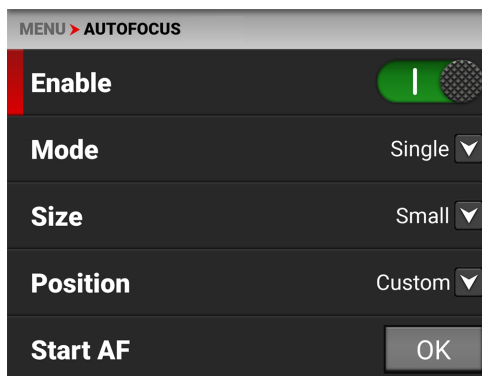 MENU > AUTOFOCUS
Enable
Mode Single
Size Small
Position Custom
Start AF OK